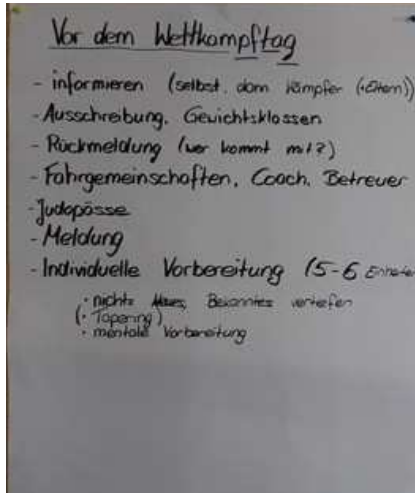 Vor dem Wettkampftag
- informieren (selbst, dann Kämpfer (+Eltern))
- Ausschreibung, Gewichtsklassen
- Rückmeldung (wer kommt mit?)
- Fahrgemeinschaften, Coach, Betreuer
- Judopässe
- Meldung
- Individuelle Vorbereitung (5-6 Einheiten
· nichts Neues, Bekanntes vertiefen
(· Tapering)
· mentale Vorbereitung